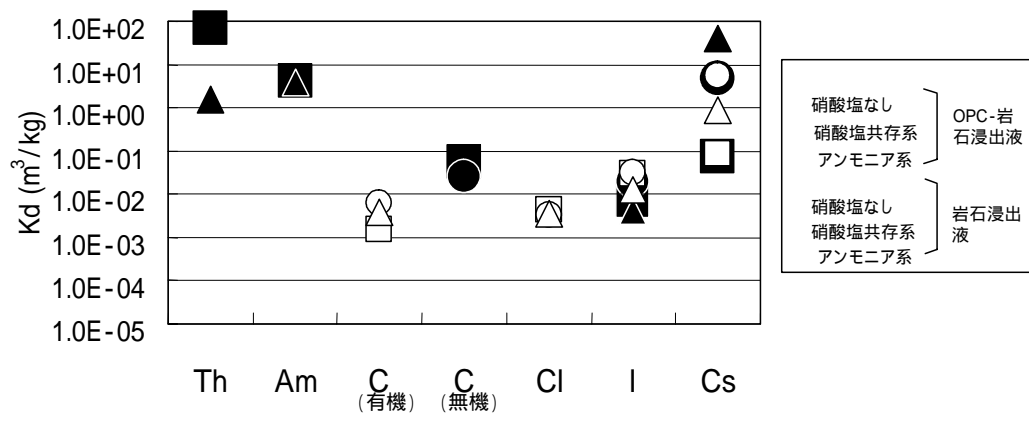 1.0E+02
1.0E+01
1.0E+00
1.0E-01
1.0E-02
1.0E-03
1.0E-04
1.0E-05
Kd (m³/kg)
Th Am C C Cl I Cs
(有機) (無機)
硝酸塩なし
硝酸塩共存系
アンモニア系
OPC-岩
石浸出液
硝酸塩なし
硝酸塩共存系
アンモニア系
岩石浸出
液